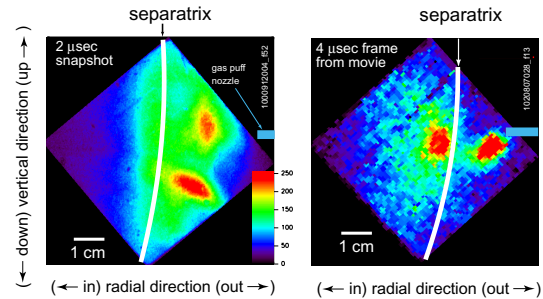 separatrix
2 μsec
snapshot
gas puff
nozzle
1000912004_f52
250
200
150
100
50
0
1 cm
(← down) vertical direction (up →)
(← in) radial direction (out →)
separatrix
4 μsec frame
from movie
1020807028_f13
1 cm
(← in) radial direction (out →)